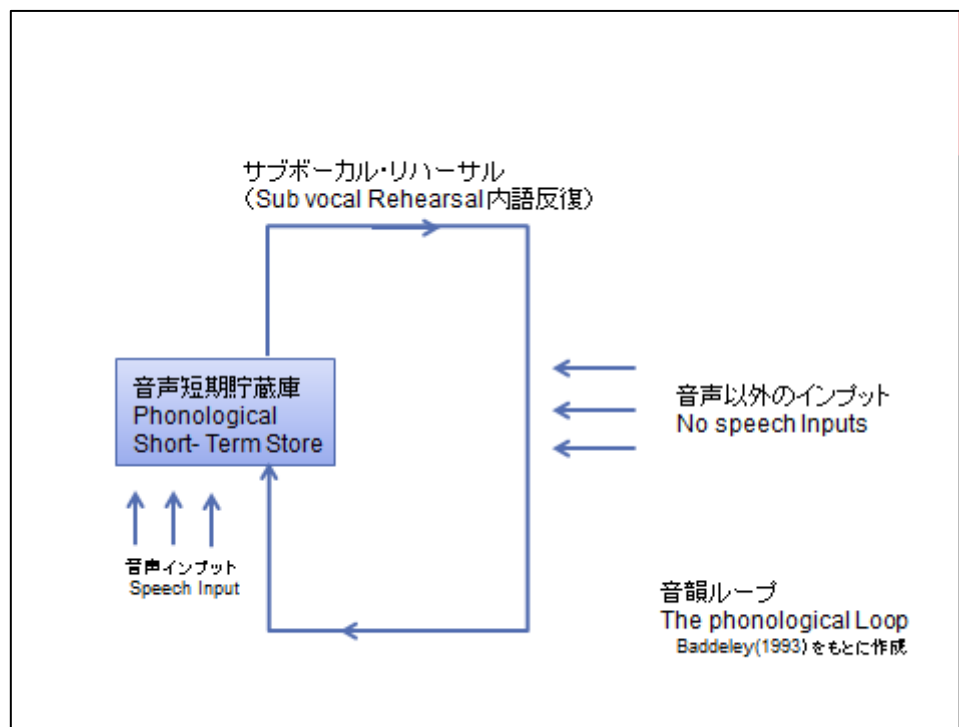 サブボーカル・リハーサル
（Sub vocal Rehearsal内語反復）
音声短期貯蔵庫
Phonological
Short- Term Store
音声以外のインプット
No speech Inputs
音声インプット
Speech Input
音韻ループ
The phonological Loop
Baddeley(1993)をもとに作成